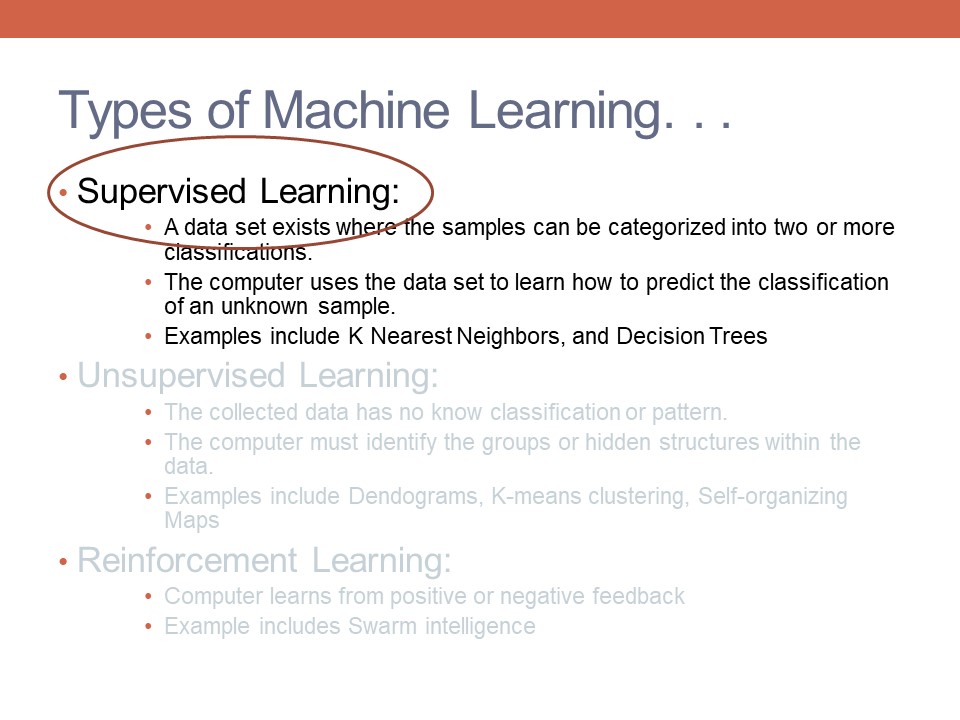 Types of Machine Learning. . .
• Supervised Learning:
• A data set exists where the samples can be categorized into two or more
classifications.
• The computer uses the data set to learn how to predict the classification
of an unknown sample.
• Examples include K Nearest Neighbors, and Decision Trees
• Unsupervised Learning:
• The collected data has no know classification or pattern.
• The computer must identify the groups or hidden structures within the
data.
• Examples include Dendograms, K-means clustering, Self-organizing
Maps
• Reinforcement Learning:
• Computer learns from positive or negative feedback
• Example includes Swarm intelligence